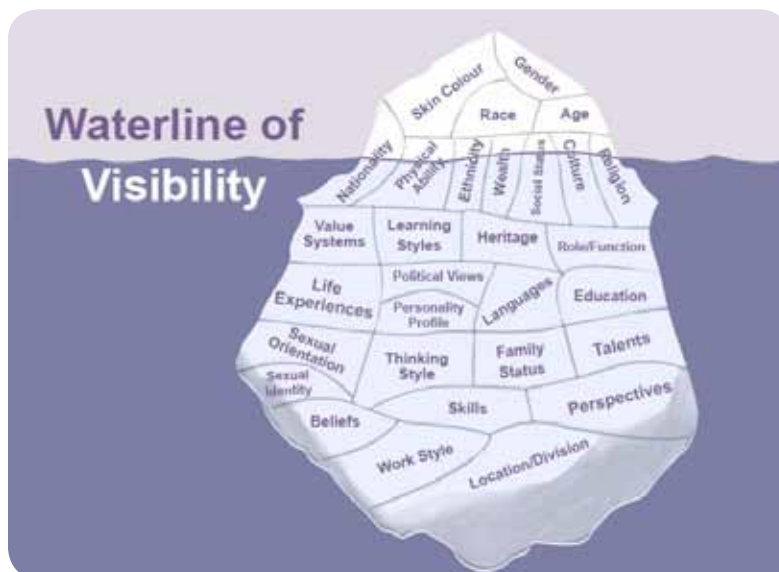 Waterline of
Visibility
Skin Colour
Gender
Race
Age
Nationality
Physical
Ability
Ethnicity
Wealth
Social Status
Culture
Religion
Value
Systems
Learning
Styles
Heritage
Role/Function
Life
Experiences
Political Views
Personality
Profile
Languages
Education
Sexual
Orientation
Thinking
Style
Family
Status
Talents
Sexual
Identity
Beliefs
Skills
Perspectives
Work Style
Location/Division